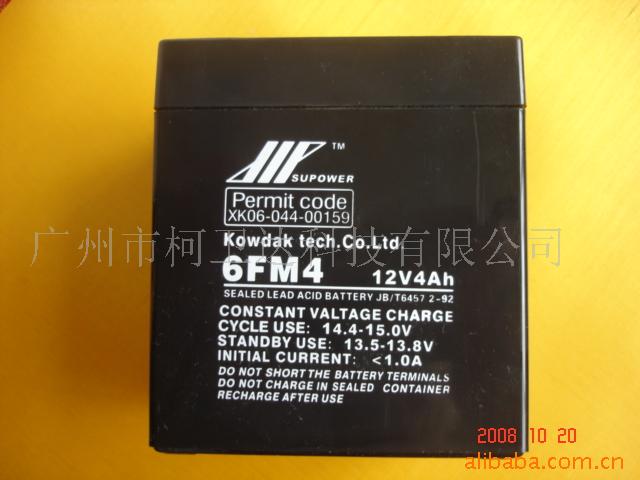 TM
SUPOWER
Permit code
XK06-044-00159
广州市柯卫达科技有限公司
Kowdak tech.Co.Ltd
6FM4 12V4Ah
SEALED LEAD ACID BATTERY JB/T6457 2-92
CONSTANT VALTAGE CHARGE
CYCLE USE: 14.4-15.0V
STANDBY USE: 13.5-13.8V
INITIAL CURRENT: <1.0A
DO NOT SHORT THE BATTERY TERMINALS
DO NOT CHARGE IN SEALED CONTAINER
RECHARGE AFTER USE
2008 10 20
alibaba.com.cn